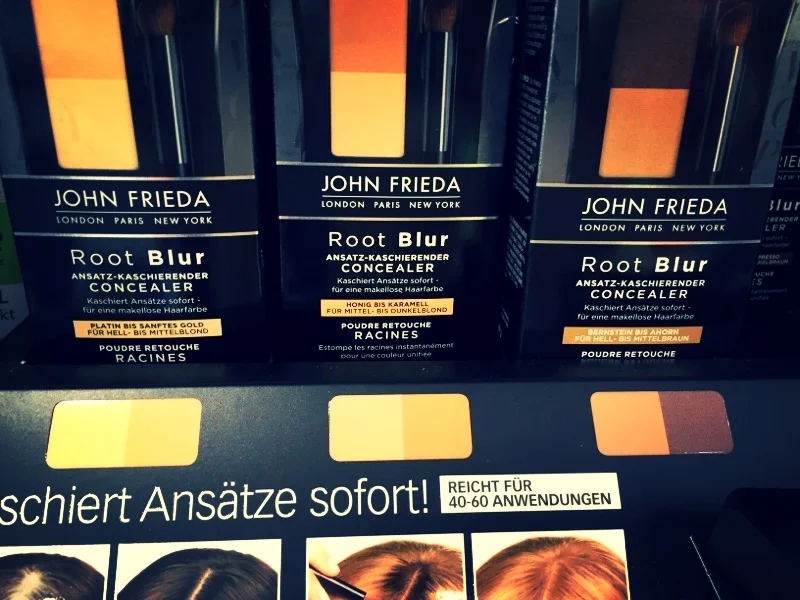 JOHN FRIEDA
LONDON PARIS NEW YORK
Root Blur
ANSATZ-KASCHIERENDER
CONCEALER
Kaschiert Ansätze sofort -
für eine makellose Haarfarbe
PLATIN BIS SANFTES GOLD
FÜR HELL- BIS MITTELBLOND
POUDRE RETOUCHE
RACINES
JOHN FRIEDA
LONDON PARIS NEW YORK
Root Blur
ANSATZ-KASCHIERENDER
CONCEALER
Kaschiert Ansätze sofort -
für eine makellose Haarfarbe
HONIG BIS KARAMELL
FÜR MITTEL- BIS DUNKELBLOND
POUDRE RETOUCHE
RACINES
Estompe les racines instantanément
pour une couleur unifiée
JOHN FRIEDA
LONDON PARIS NEW YORK
Root Blur
ANSATZ-KASCHIERENDER
CONCEALER
Kaschiert Ansätze sofort -
für eine makellose Haarfarbe
BERNSTEIN BIS AHORN
FÜR HELL- BIS MITTELBRAUN
POUDRE RETOUCHE
Blur
schiert Ansätze sofort!
REICHT FÜR
40-60 ANWENDUNGEN